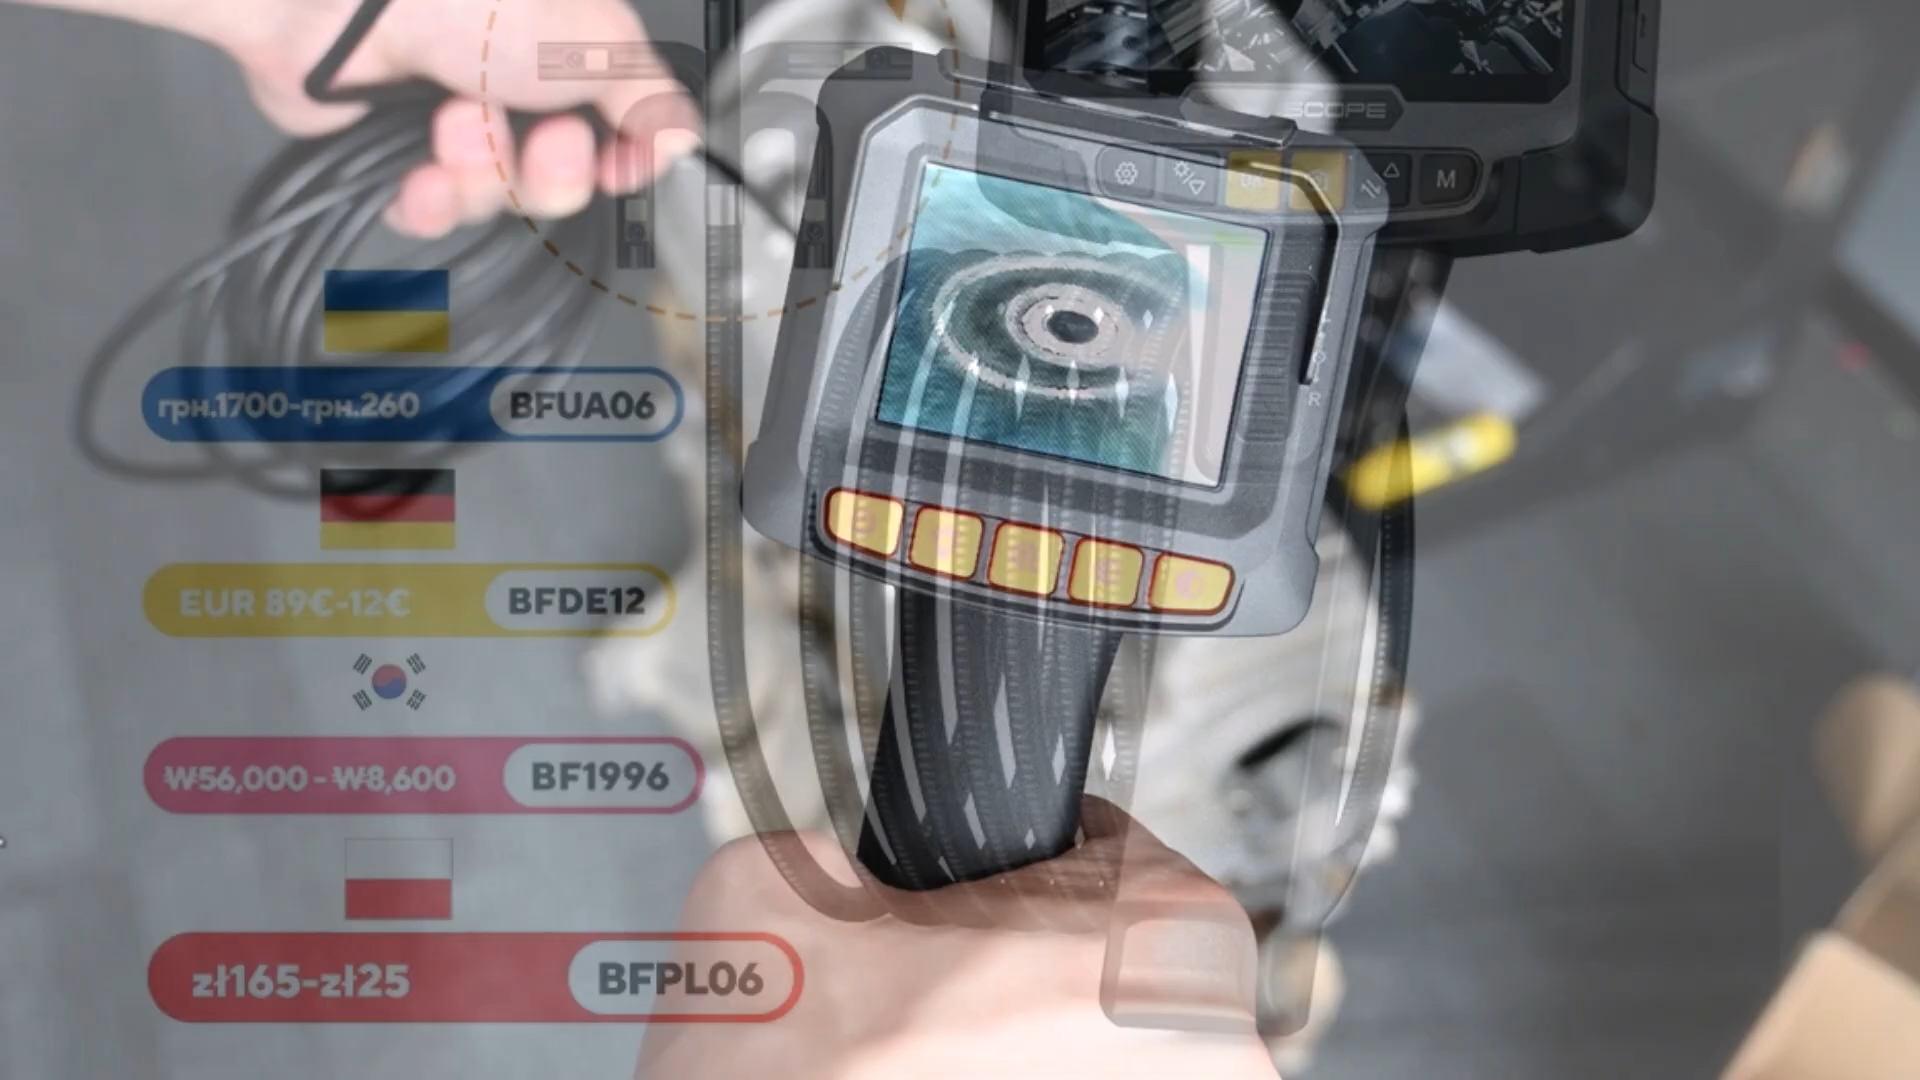 SCOPE
M
грн.1700-грн.260 BFUA06
EUR 89€-12€ BFDE12
₩56,000 - ₩8,600 BF1996
zł165-zł25 BFPL06